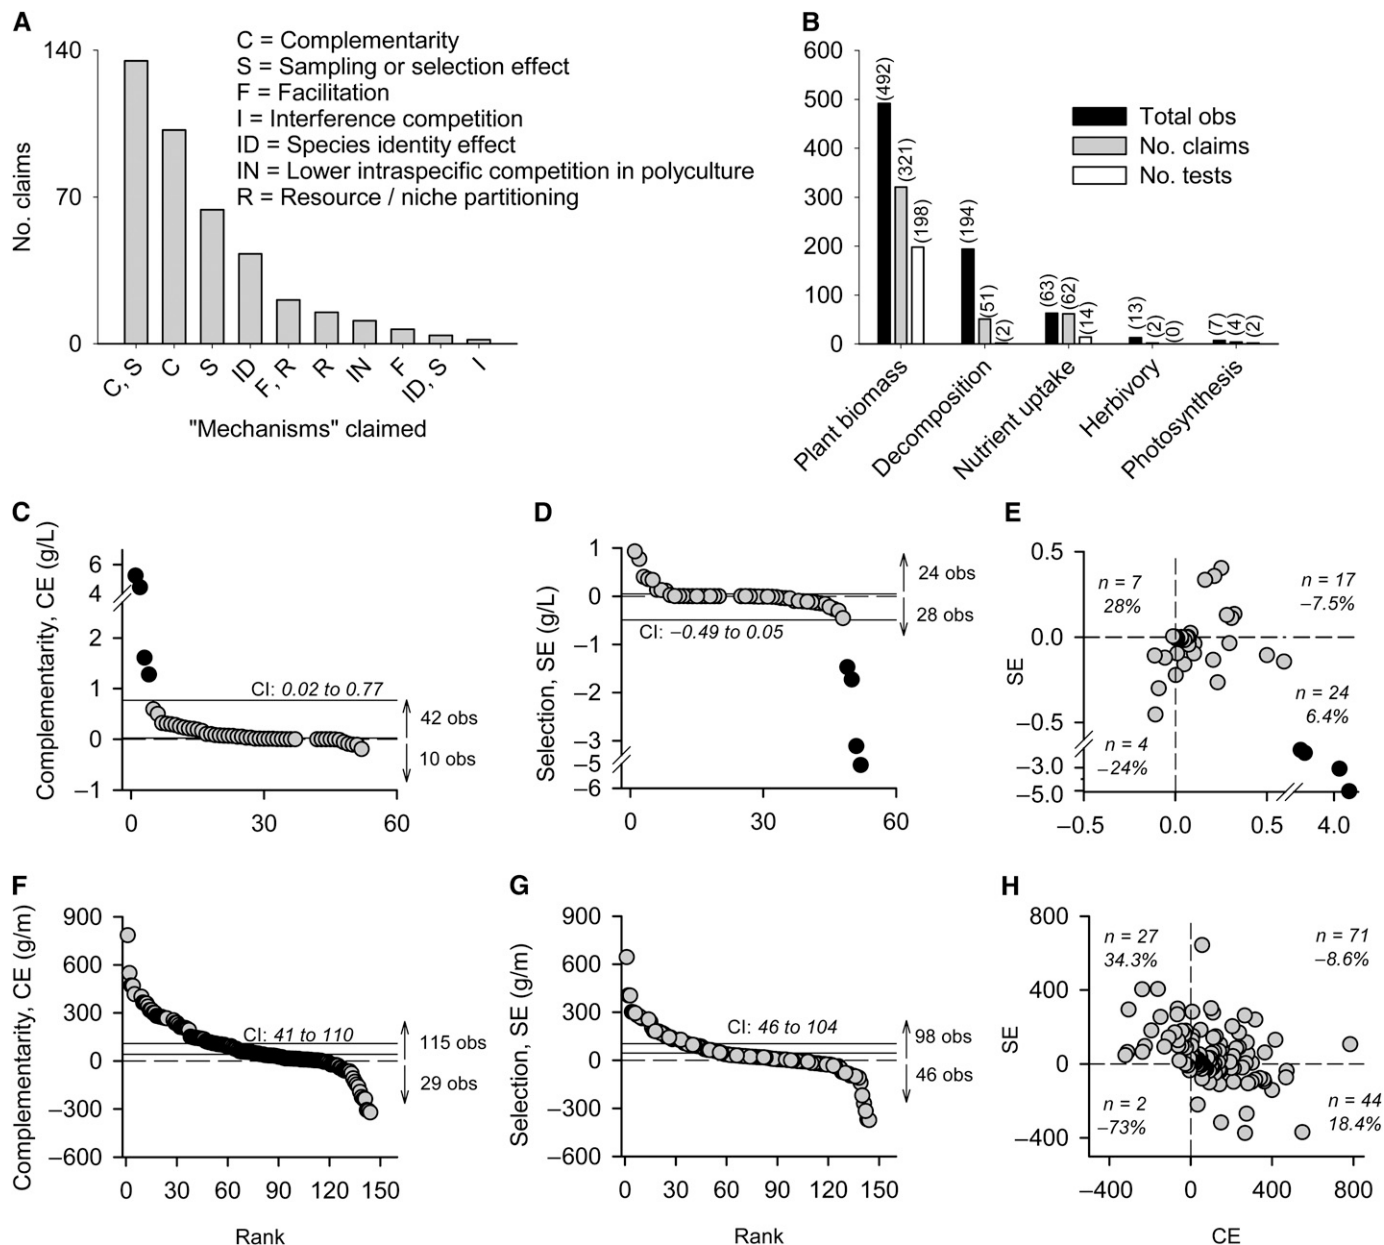 A
140
70
0
No. claims
C = Complementarity
S = Sampling or selection effect
F = Facilitation
I = Interference competition
ID = Species identity effect
IN = Lower intraspecific competition in polyculture
R = Resource / niche partitioning
C, S
C
S
ID
F, R
R
IN
F
ID, S
I
"Mechanisms" claimed
B
600
500
400
300
200
100
0
(492)
(321)
(198)
(194)
(51)
(2)
(63)
(62)
(14)
(13)
(2)
(0)
(7)
(4)
(2)
Total obs
No. claims
No. tests
Plant biomass
Decomposition
Nutrient uptake
Herbivory
Photosynthesis
C
Complementarity, CE (g/L)
6
4
2
1
0
–1
CI: 0.02 to 0.77
42 obs
10 obs
0
30
60
D
Selection, SE (g/L)
1
0
–1
–2
–3
–5
–6
CI: –0.49 to 0.05
24 obs
28 obs
0
30
60
E
SE
0.5
0.0
–0.5
–3.0
–5.0
n = 7
28%
n = 17
–7.5%
n = 24
6.4%
n = 4
–24%
–0.5
0.0
0.5
4.0
F
Complementarity, CE (g/m)
900
600
300
0
–300
–600
CI: 41 to 110
115 obs
29 obs
0
30
60
90
120
150
Rank
G
Selection, SE (g/m)
900
600
300
0
–300
–600
CI: 46 to 104
98 obs
46 obs
0
30
60
90
120
150
Rank
H
SE
800
400
0
–400
n = 27
34.3%
n = 71
–8.6%
n = 2
–73%
n = 44
18.4%
–400
0
400
800
CE